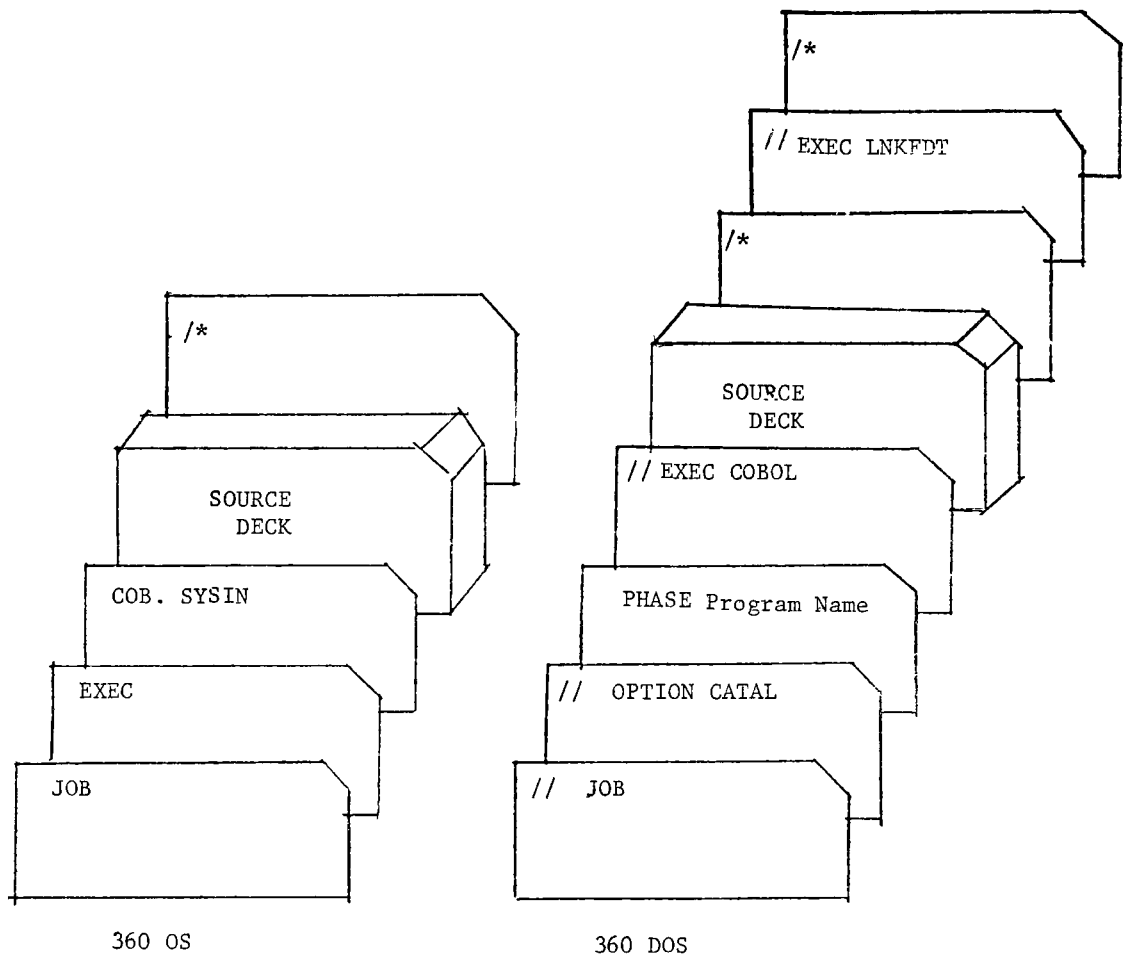 /*
SOURCE
DECK
COB. SYSIN
EXEC
JOB
360 OS
/*
// EXEC LNKEDT
/*
SOURCE
DECK
// EXEC COBOL
PHASE Program Name
// OPTION CATAL
// JOB
360 DOS